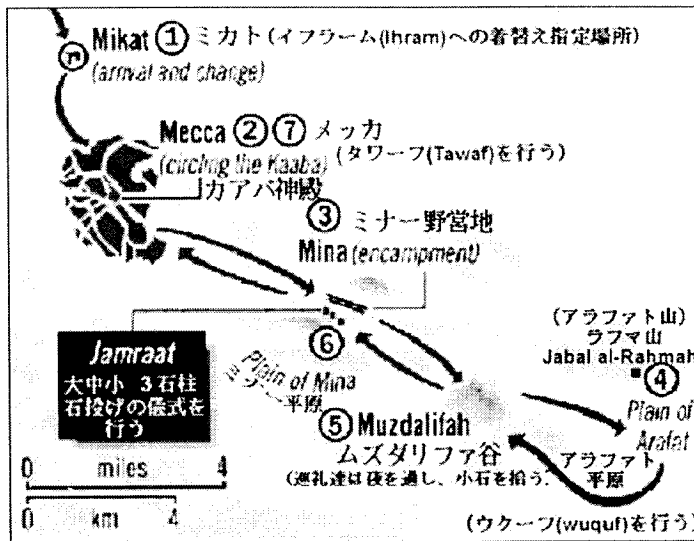 Mikat ① ミカト(イフラーム(Ihram)への着替え指定場所)
(arrival and change)
Mecca ② ⑦ メッカ
(circling the Kaaba) (タワーフ(Tawaf)を行う)
カアバ神殿
③ ミナー野営地
Mina (encampment)
(アラファト山)
ラフマ山
Jabal al-Rahmah
④
Plain of
Arafat
アラファト
平原
Jamraat
大中小 3石柱
石投げの儀式を
行う
⑥
Plain of Mina
ミナー平原
⑤ Muzdalifah
ムズダリファ谷
(巡礼達は夜を過し、小石を拾う)
0 miles 4
0 km 4
(ウクーフ(wuquf)を行う)